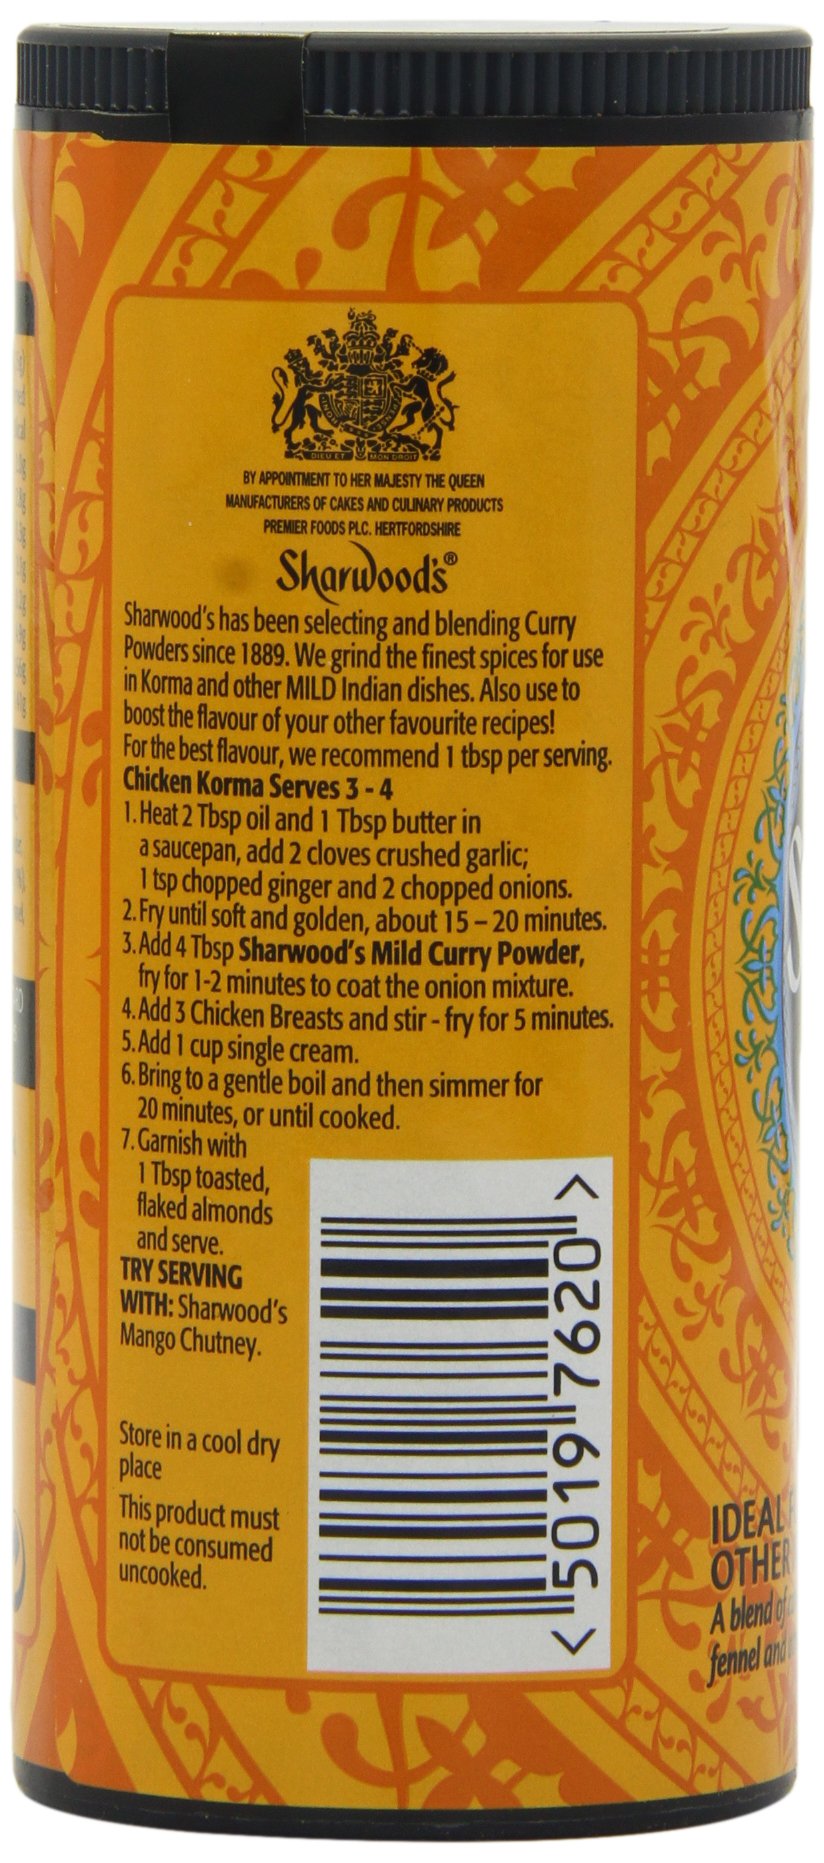 DIEU ET MON DROIT
BY APPOINTMENT TO HER MAJESTY THE QUEEN
MANUFACTURERS OF CAKES AND CULINARY PRODUCTS
PREMIER FOODS PLC. HERTFORDSHIRE
Sharwood's®
Sharwood's has been selecting and blending Curry
Powders since 1889. We grind the finest spices for use
in Korma and other MILD Indian dishes. Also use to
boost the flavour of your other favourite recipes!
For the best flavour, we recommend 1 tbsp per serving.
Chicken Korma Serves 3 - 4
1. Heat 2 Tbsp oil and 1 Tbsp butter in
a saucepan, add 2 cloves crushed garlic;
1 tsp chopped ginger and 2 chopped onions.
2. Fry until soft and golden, about 15 – 20 minutes.
3. Add 4 Tbsp Sharwood's Mild Curry Powder,
fry for 1-2 minutes to coat the onion mixture.
4. Add 3 Chicken Breasts and stir - fry for 5 minutes.
5. Add 1 cup single cream.
6. Bring to a gentle boil and then simmer for
20 minutes, or until cooked.
7. Garnish with
1 Tbsp toasted,
flaked almonds
and serve.
TRY SERVING
WITH: Sharwood's
Mango Chutney.
Store in a cool dry
place
This product must
not be consumed
uncooked.
< 5019 7620 >
IDEAL
OTHER
A blend of
fennel and